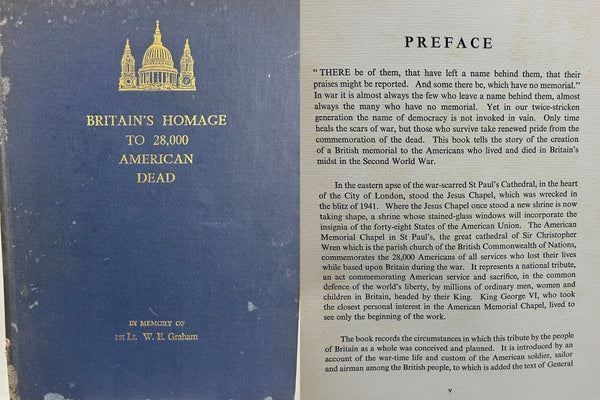 BRITAIN'S HOMAGE
TO 28,000
AMERICAN
DEAD
IN MEMORY OF
1st Lt. W. E. Graham
PREFACE
"THERE be of them, that have left a name behind them, that their
praises might be reported. And some there be, which have no memorial."
In war it is almost always the few who leave a name behind them, almost
always the many who have no memorial. Yet in our twice-stricken
generation the name of democracy is not invoked in vain. Only time
heals the scars of war, but those who survive take renewed pride from the
commemoration of the dead. This book tells the story of the creation
of a British memorial to the Americans who lived and died in Britain's
midst in the Second World War.
In the eastern apse of the war-scarred St Paul's Cathedral, in the heart
of the City of London, stood the Jesus Chapel, which was wrecked in
the blitz of 1941. Where the Jesus Chapel once stood a new shrine is now
taking shape, a shrine whose stained-glass windows will incorporate the
insignia of the forty-eight States of the American Union. The American
Memorial Chapel in St Paul's, the great cathedral of Sir Christopher
Wren which is the parish church of the British Commonwealth of Nations,
commemorates the 28,000 Americans of all services who lost their lives
while based upon Britain during the war. It represents a national tribute,
an act commemorating American service and sacrifice, in the common
defence of the world's liberty, by millions of ordinary men, women and
children in Britain, headed by their King. King George VI, who took
the closest personal interest in the American Memorial Chapel, lived to
see only the beginning of the work.
The book records the circumstances in which this tribute by the people
of Britain as a whole was conceived and planned. It is introduced by an
account of the war-time life and custom of the American soldier, sailor
and airman among the British people, to which is added the text of General
v